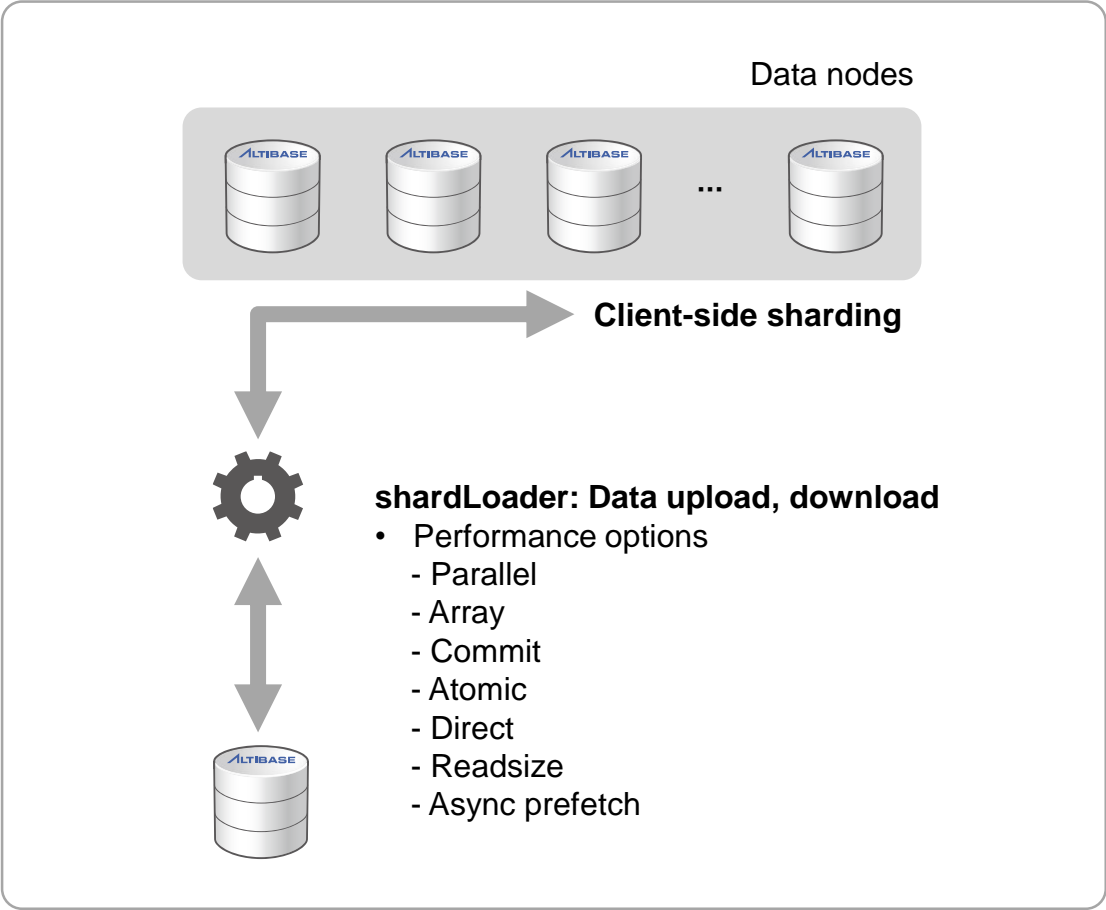 Data nodes
ALTIBASE ALTIBASE ALTIBASE ... ALTIBASE
Client-side sharding
shardLoader: Data upload, download
• Performance options
- Parallel
- Array
- Commit
- Atomic
- Direct
- Readsize
- Async prefetch
ALTIBASE